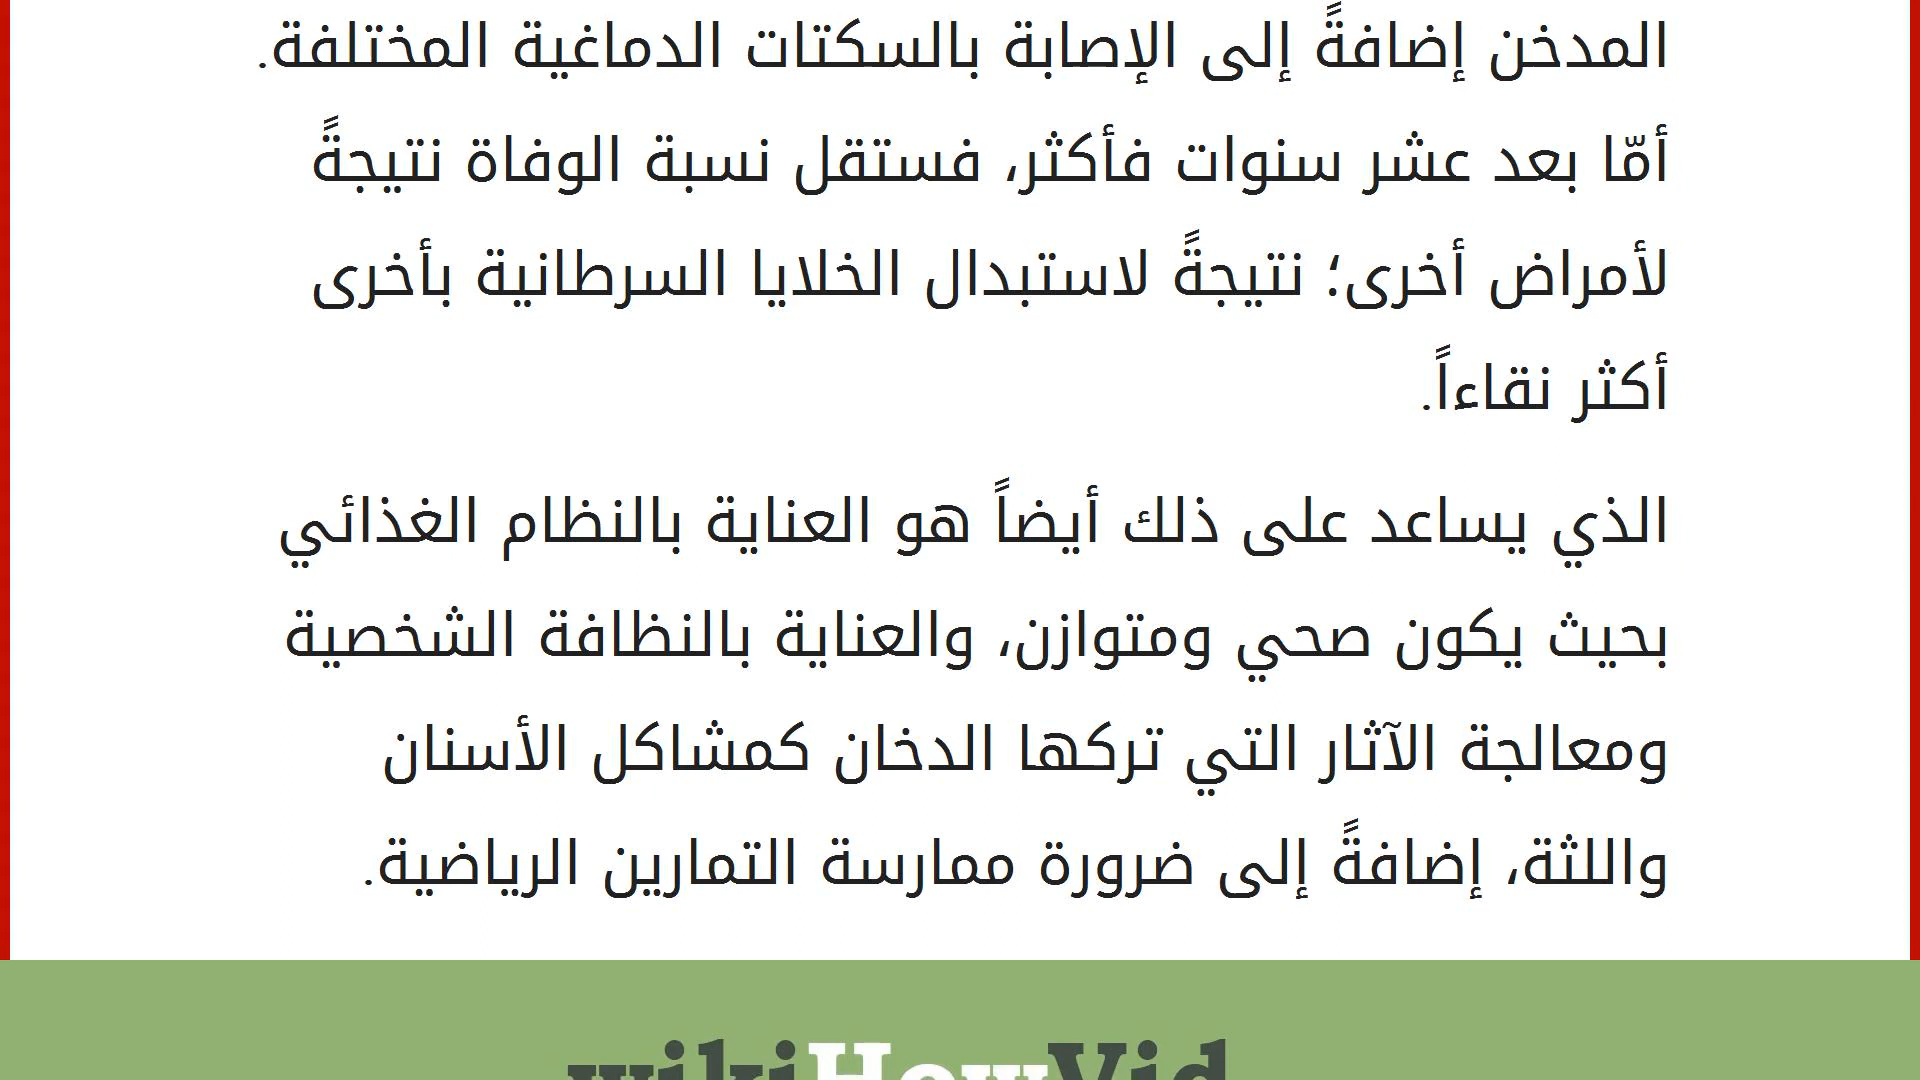 المدخن إضافةً إلى الإصابة بالسكتات الدماغية المختلفة.
أمّا بعد عشر سنوات فأكثر، فستقل نسبة الوفاة نتيجةً
لأمراض أخرى؛ نتيجةً لاستبدال الخلايا السرطانية بأخرى
أكثر نقاءاً.
الذي يساعد على ذلك أيضاً هو العناية بالنظام الغذائي
بحيث يكون صحي ومتوازن، والعناية بالنظافة الشخصية
ومعالجة الآثار التي تركها الدخان كمشاكل الأسنان
واللثة، إضافةً إلى ضرورة ممارسة التمارين الرياضية.
wikiHowVid